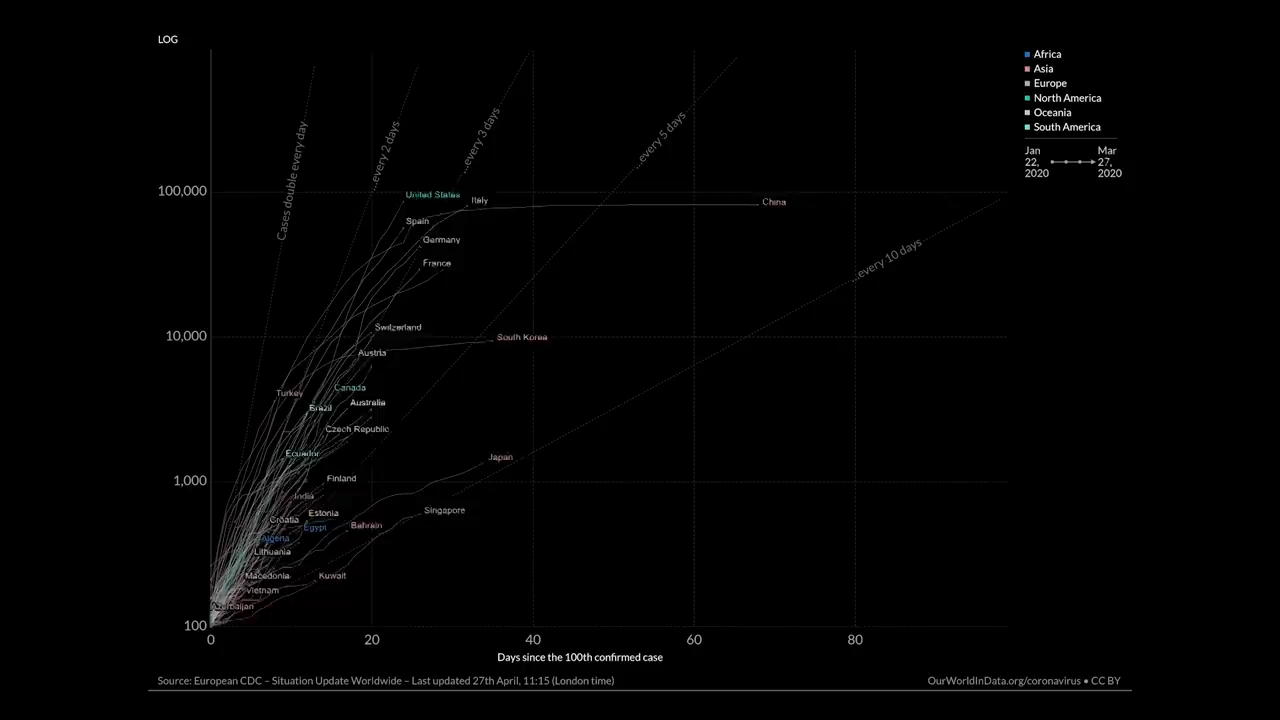 LOG
Africa
Asia
Europe
North America
Oceania
South America
Jan
22,
2020
Mar
27,
2020
Cases double every day
...every 2 days
...every 3 days
...every 5 days
...every 10 days
100,000
10,000
1,000
100
United States
Italy
China
Spain
Germany
France
Switzerland
South Korea
Austria
Canada
Turkey
Australia
Brazil
Czech Republic
Ecuador
Japan
Finland
India
Singapore
Estonia
Croatia
Egypt
Bahrain
Algeria
Lithuania
Macedonia
Kuwait
Vietnam
Azerbaijan
0
20
40
60
80
Days since the 100th confirmed case
Source: European CDC – Situation Update Worldwide – Last updated 27th April, 11:15 (London time)
OurWorldInData.org/coronavirus • CC BY